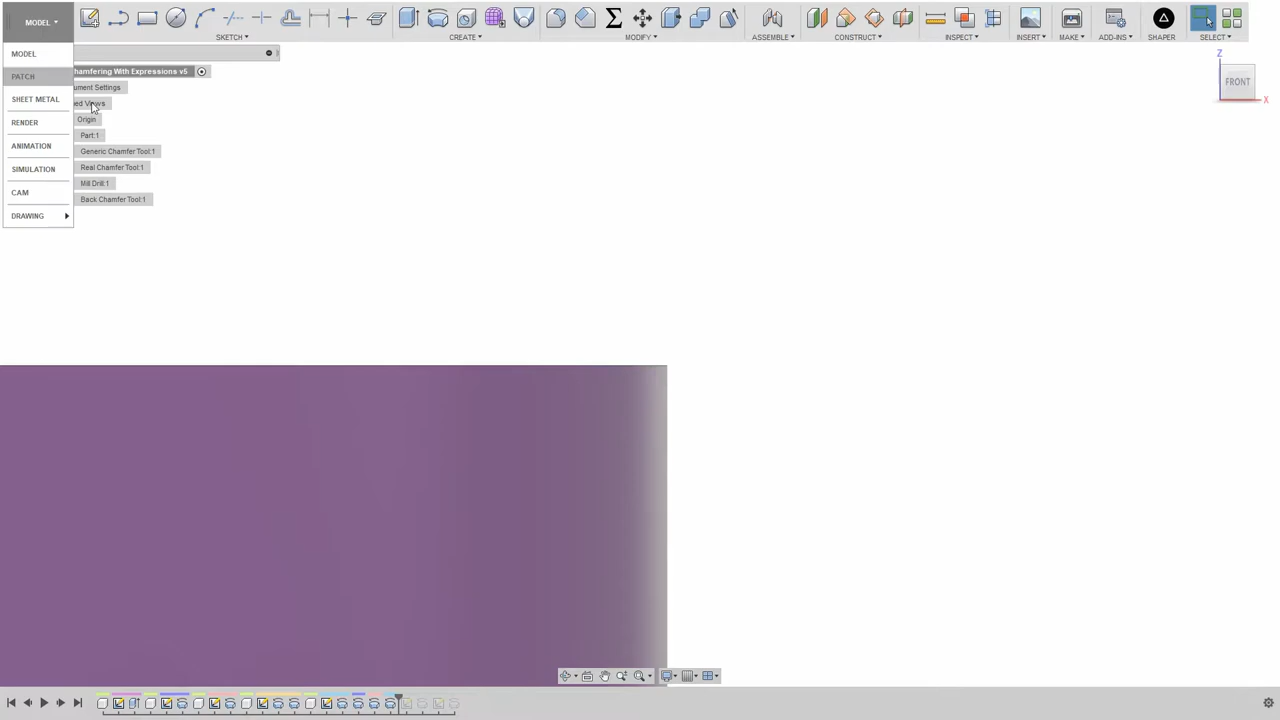 MODEL
SKETCH
CREATE
MODIFY
ASSEMBLE
CONSTRUCT
INSPECT
INSERT
MAKE
ADD-INS
SHAPER
SELECT
MODEL
PATCH
SHEET METAL
RENDER
ANIMATION
SIMULATION
CAM
DRAWING
hamfering With Expressions v5
ument Settings
ed Views
Origin
Part:1
Generic Chamfer Tool:1
Real Chamfer Tool:1
Mill Drill:1
Back Chamfer Tool:1
Z
FRONT
X